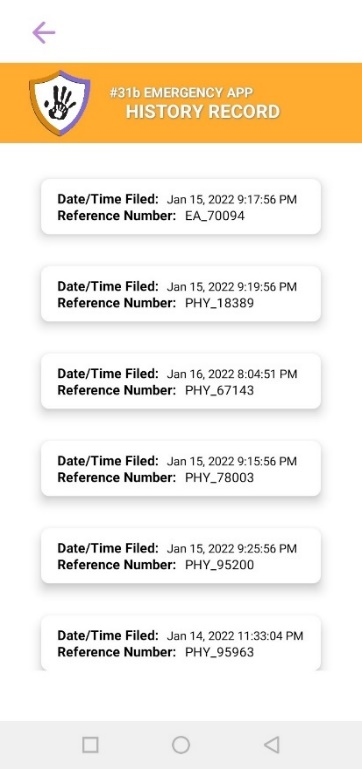 #31b EMERGENCY APP
HISTORY RECORD
Date/Time Filed: Jan 15, 2022 9:17:56 PM
Reference Number: EA_70094
Date/Time Filed: Jan 15, 2022 9:19:56 PM
Reference Number: PHY_18389
Date/Time Filed: Jan 16, 2022 8:04:51 PM
Reference Number: PHY_67143
Date/Time Filed: Jan 15, 2022 9:15:56 PM
Reference Number: PHY_78003
Date/Time Filed: Jan 15, 2022 9:25:56 PM
Reference Number: PHY_95200
Date/Time Filed: Jan 14, 2022 11:33:04 PM
Reference Number: PHY_95963